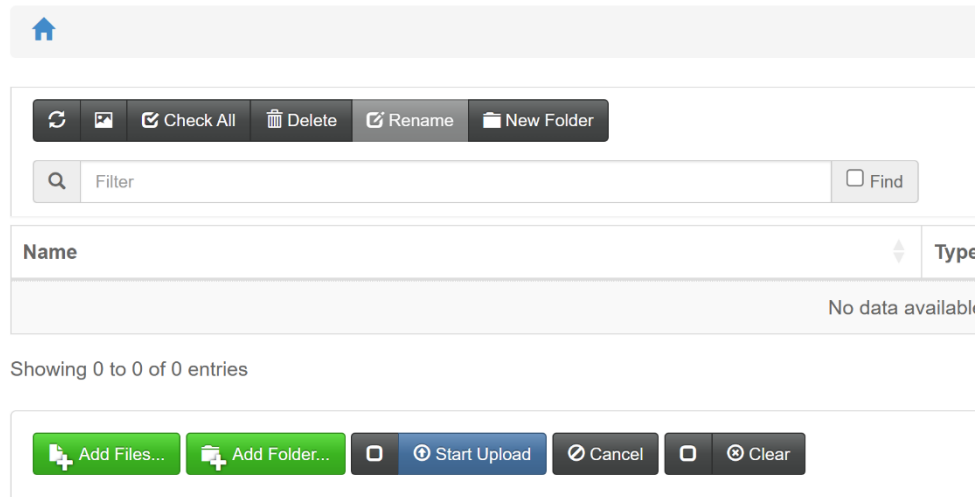 Check All Delete Rename New Folder
Filter Find
Name Type
No data available
Showing 0 to 0 of 0 entries
Add Files... Add Folder... Start Upload Cancel Clear